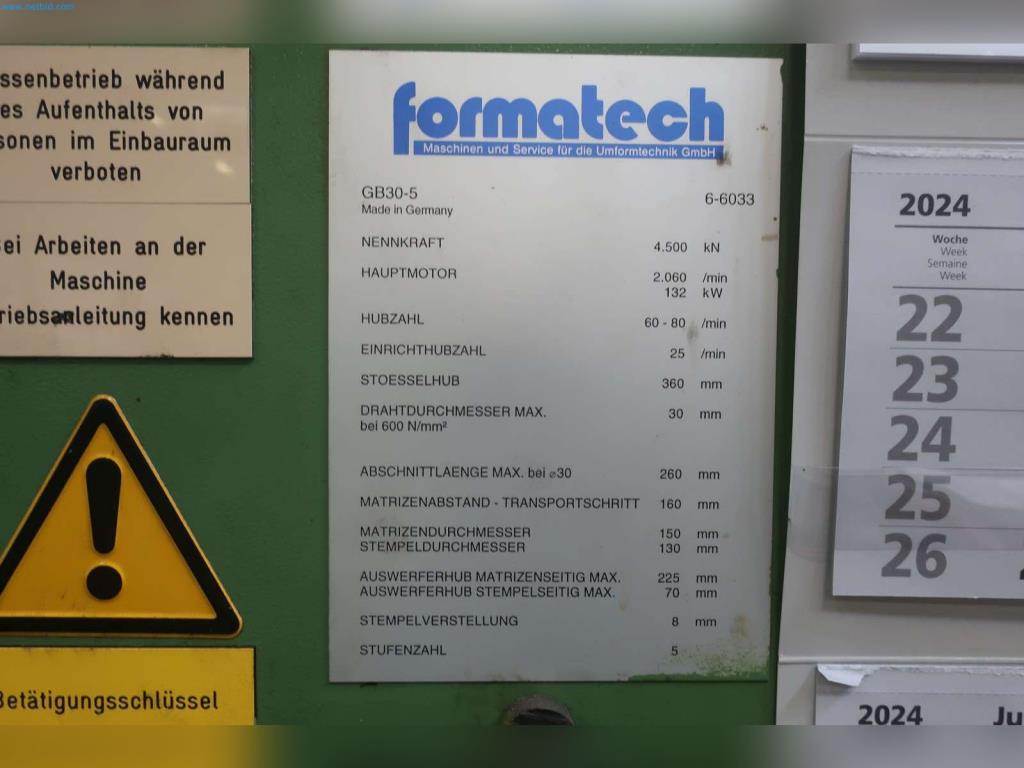 www.netbid.com
ssenbetrieb während
es Aufenthalts von
sonen im Einbauraum
verboten
ei Arbeiten an der
Maschine
riebsanleitung kennen
Betätigungsschlüssel
formatech
Maschinen und Service für die Umformtechnik GmbH
GB30-5 6-6033
Made in Germany
NENNKRAFT 4.500 kN
HAUPTMOTOR 2.060 /min
132 kW
HUBZAHL 60 - 80 /min
EINRICHTHUBZAHL 25 /min
STOESSELHUB 360 mm
DRAHTDURCHMESSER MAX. 30 mm
bei 600 N/mm²
ABSCHNITTLAENGE MAX. bei ⌀30 260 mm
MATRIZENABSTAND - TRANSPORTSCHRITT 160 mm
MATRIZENDURCHMESSER 150 mm
STEMPELDURCHMESSER 130 mm
AUSWERFERHUB MATRIZENSEITIG MAX. 225 mm
AUSWERFERHUB STEMPELSEITIG MAX. 70 mm
STEMPELVERSTELLUNG 8 mm
STUFENZAHL 5
2024
Woche
Week
Semaine
Week
22
23
24
25
26
2024 Ju